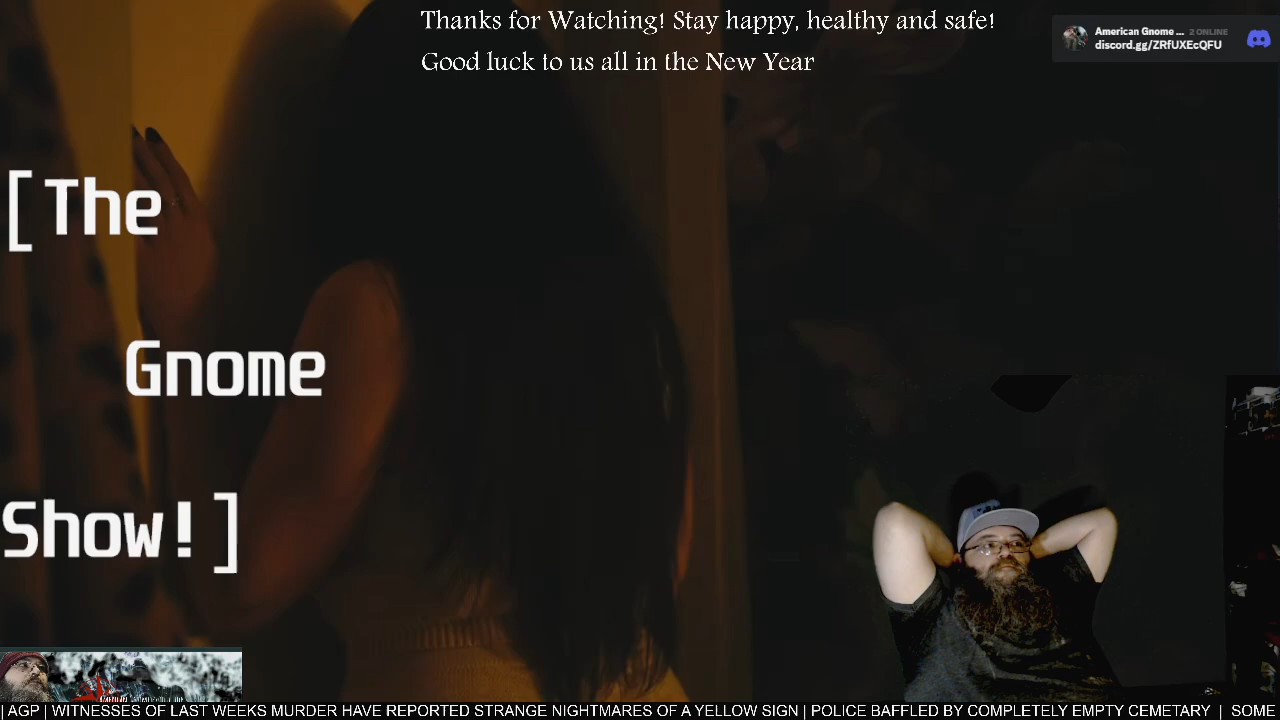 Thanks for Watching! Stay happy, healthy and safe!
Good luck to us all in the New Year
American Gnome ... 2 ONLINE
discord.gg/ZRfUXEcQFU
[The
Gnome
Show!]
| AGP | WITNESSES OF LAST WEEKS MURDER HAVE REPORTED STRANGE NIGHTMARES OF A YELLOW SIGN | POLICE BAFFLED BY COMPLETELY EMPTY CEMETARY | SOME